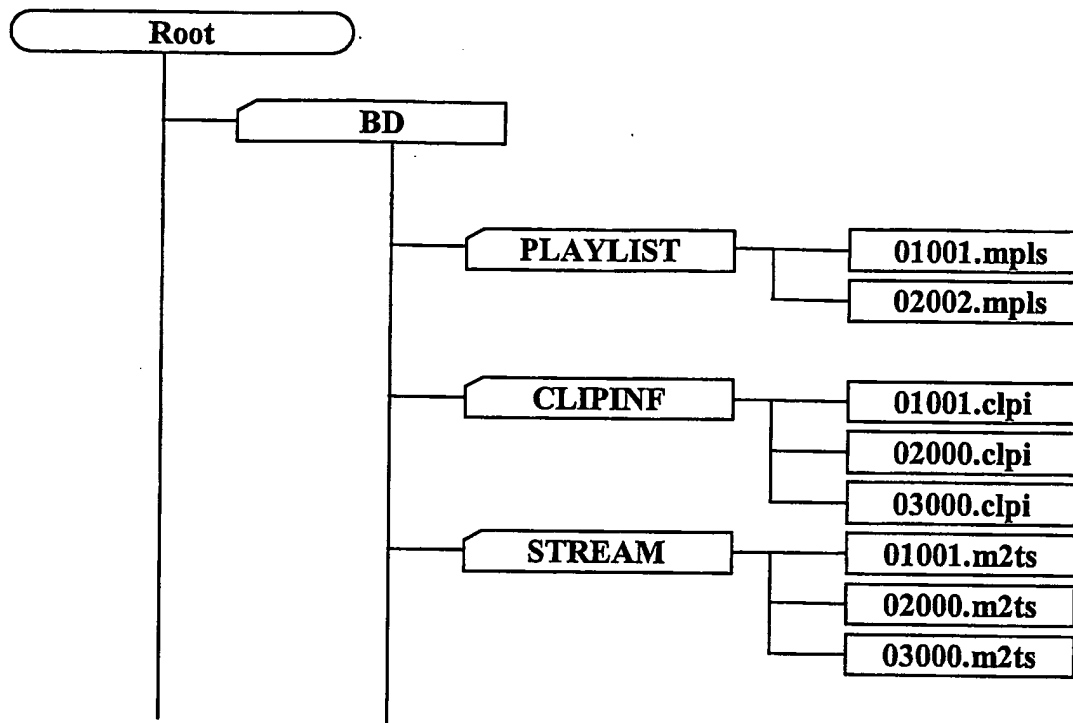 Root
BD
PLAYLIST
01001.mpls
02002.mpls
CLIPINF
01001.clpi
02000.clpi
03000.clpi
STREAM
01001.m2ts
02000.m2ts
03000.m2ts